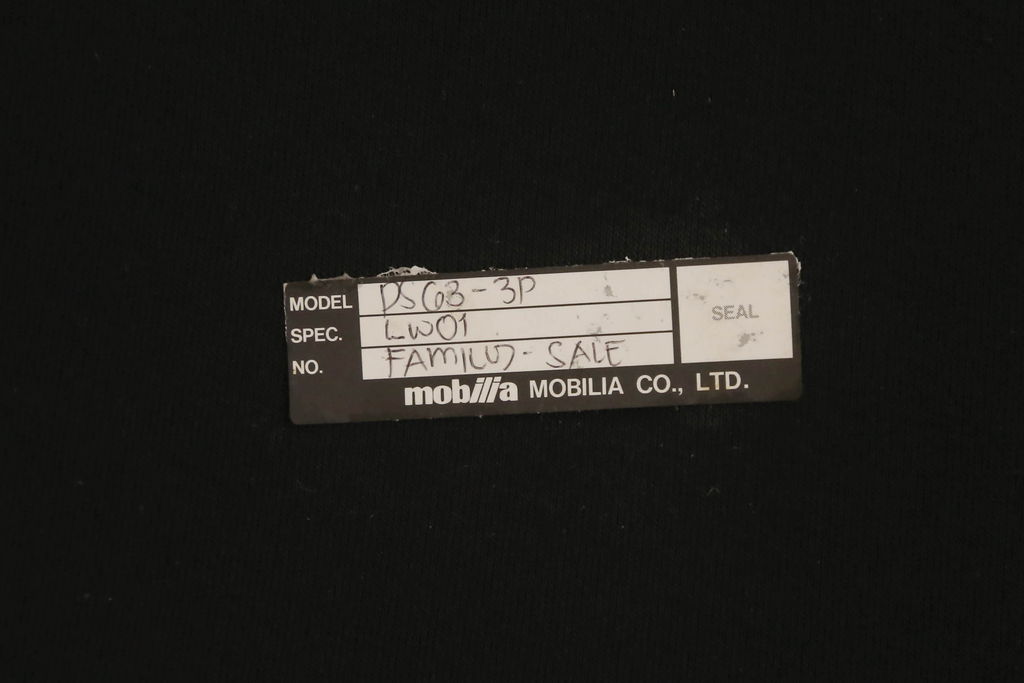 MODEL DS63-3P
SPEC. LW01
NO. FAMILY-SALE
SEAL
mobilia MOBILIA CO., LTD.